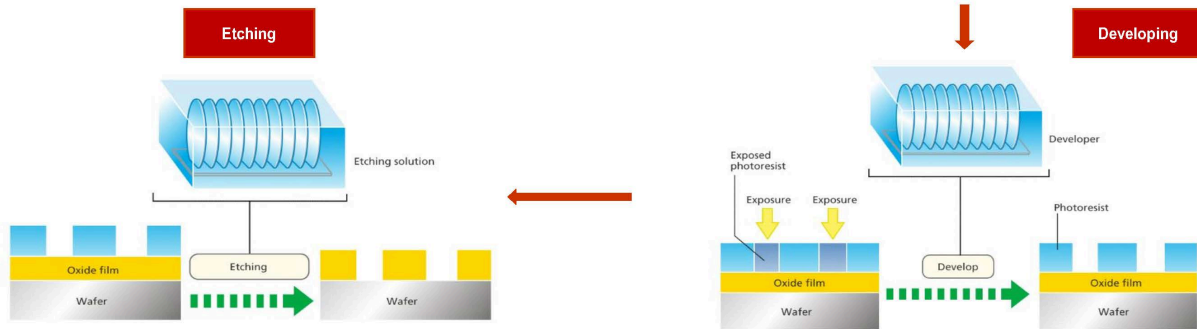 Etching
Developing
Etching solution
Developer
Exposed
photoresist
Exposure
Exposure
Photoresist
Etching
Oxide film
Wafer
Wafer
Develop
Oxide film
Wafer
Oxide film
Wafer